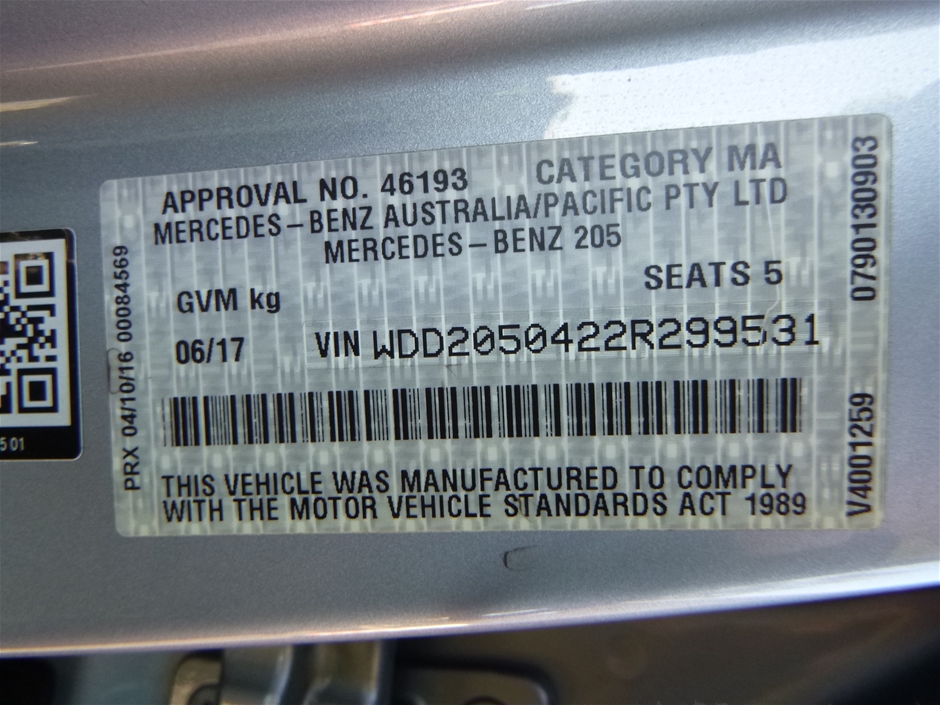 APPROVAL NO. 46193 CATEGORY MA
MERCEDES-BENZ AUSTRALIA/PACIFIC PTY LTD
MERCEDES-BENZ 205
SEATS 5
GVM kg
06/17 VIN WDD2050422R299531
THIS VEHICLE WAS MANUFACTURED TO COMPLY
WITH THE MOTOR VEHICLE STANDARDS ACT 1989
PRX 04/10/16 00084569
V4001259 0790130903
5 01